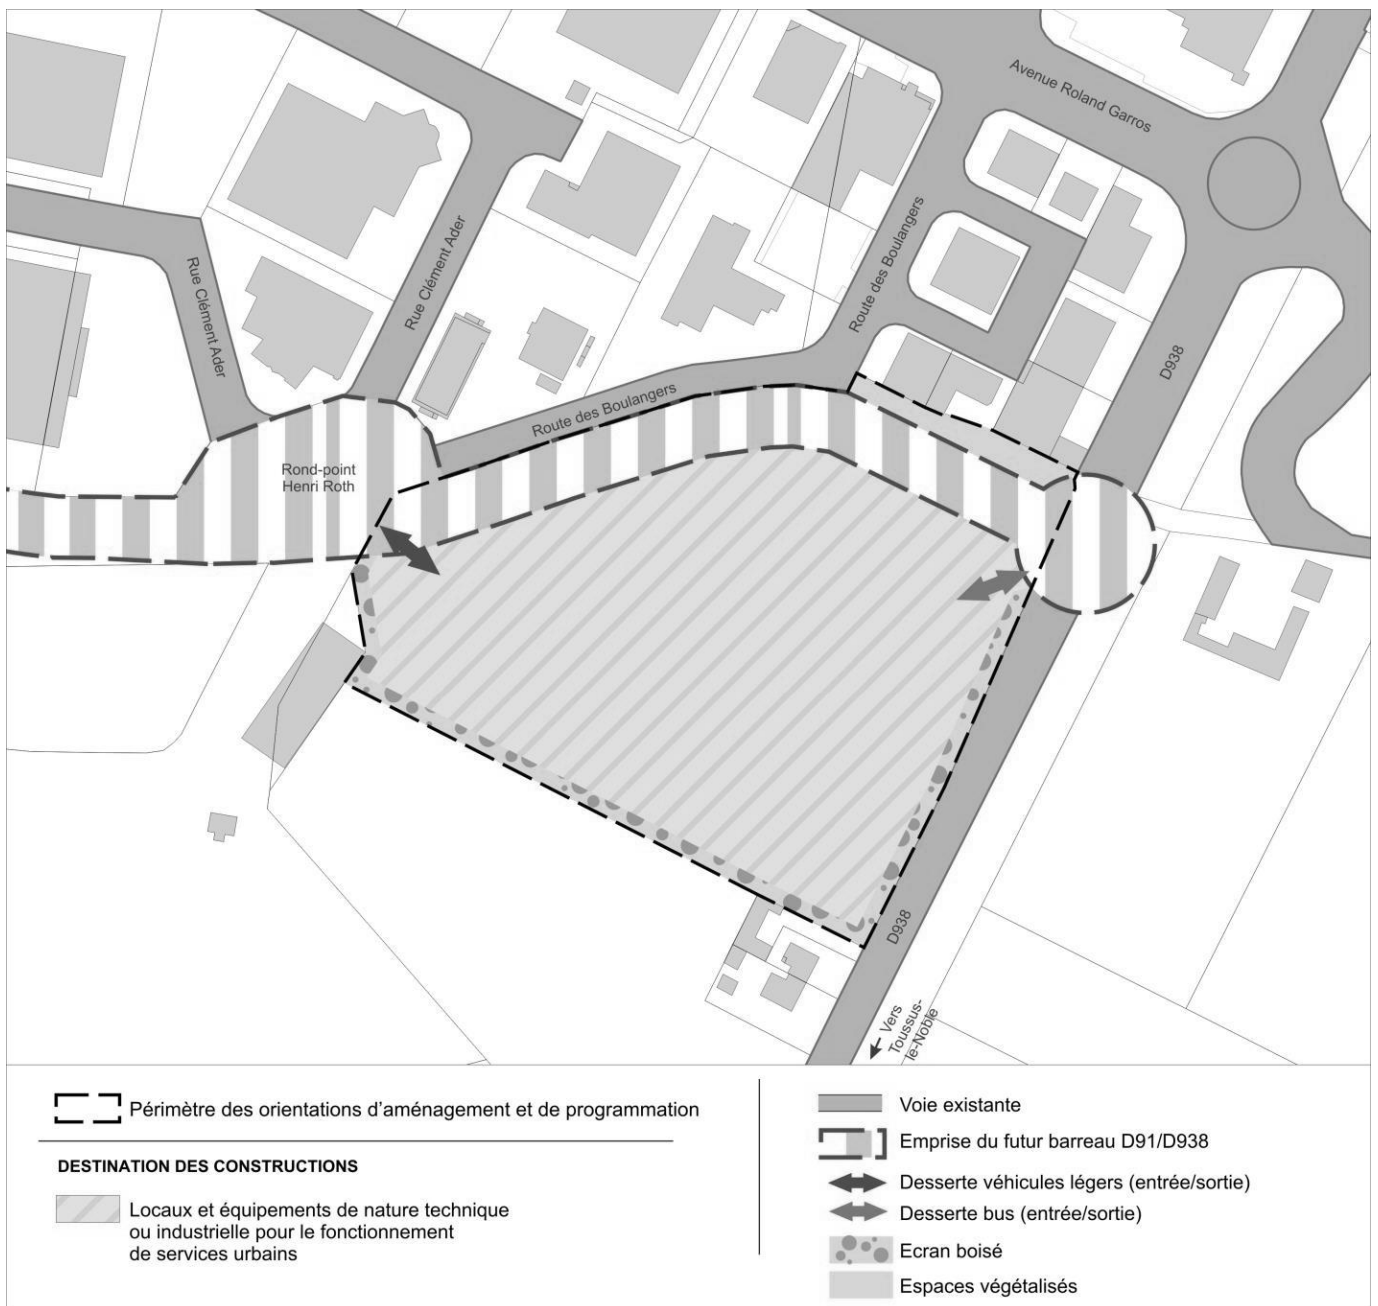 Avenue Roland Garros
Route des Boulangers
Rue Clément Ader
Rue Clément Ader
D938
Route des Boulangers
Rond-point
Henri Roth
D938
Vers
Toussus-
le-Noble
Périmètre des orientations d'aménagement et de programmation
DESTINATION DES CONSTRUCTIONS
Locaux et équipements de nature technique
ou industrielle pour le fonctionnement
de services urbains
Voie existante
Emprise du futur barreau D91/D938
Desserte véhicules légers (entrée/sortie)
Desserte bus (entrée/sortie)
Ecran boisé
Espaces végétalisés